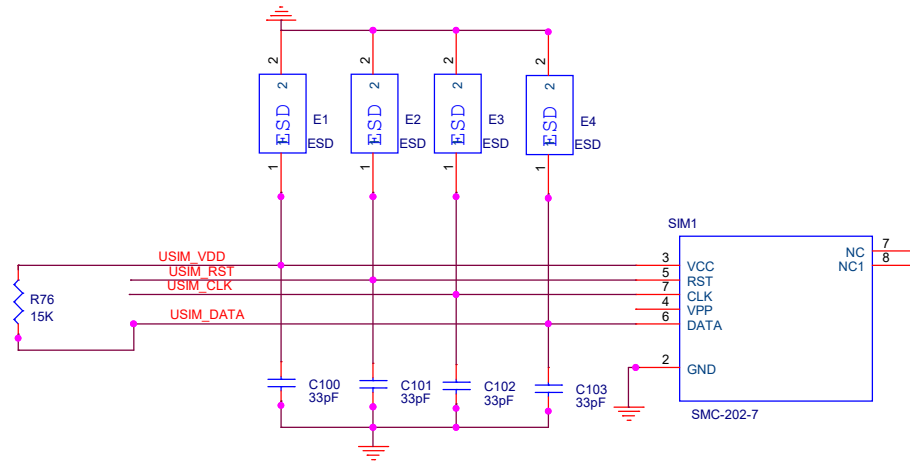 2
2
2
2
2
2
2
2
ESD
ESD
ESD
ESD
E1
ESD
E2
ESD
E3
ESD
E4
ESD
1
1
1
1
SIM1
USIM_VDD
USIM_RST
USIM_CLK
USIM_DATA
R76
15K
3
VCC
5
RST
7
CLK
4
VPP
6
DATA
2
GND
NC
7
NC1
8
C100
33pF
C101
33pF
C102
33pF
C103
33pF
SMC-202-7